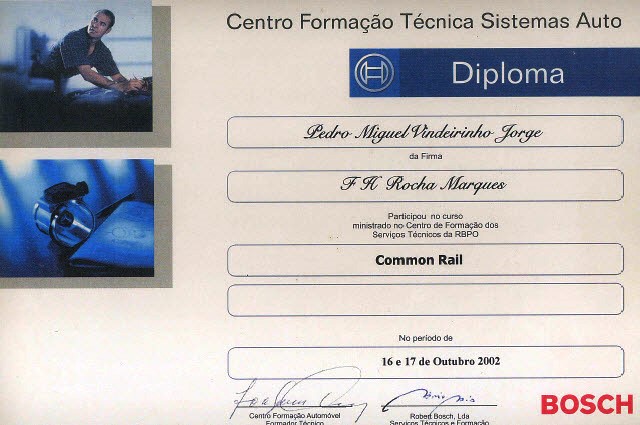 Centro Formação Técnica Sistemas Auto
Diploma
Pedro Miguel Vindeirinho Jorge
da Firma
F H Rocha Marques
Participou no curso
ministrado no Centro de Formação dos
Serviços Técnicos da RBPO
Common Rail
No período de
16 e 17 de Outubro 2002
Centro Formação Automóvel
Formador Técnico
Robert Bosch, Lda
Serviços Técnicos e Formação
BOSCH